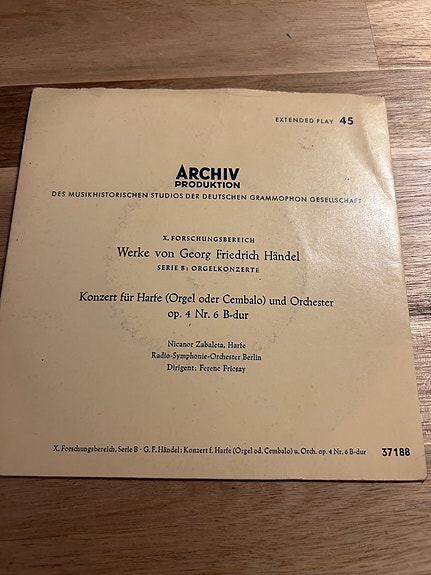 EXTENDED PLAY 45
ARCHIV
PRODUKTION
DES MUSIKHISTORISCHEN STUDIOS DER DEUTSCHEN GRAMMOPHON GESELLSCHAFT
X. FORSCHUNGSBEREICH
Werke von Georg Friedrich Händel
SERIE B: ORGELKONZERTE
Konzert für Harfe (Orgel oder Cembalo) und Orchester
op. 4 Nr. 6 B-dur
Nicanor Zabaleta, Harfe
Radio-Symphonie-Orchester Berlin
Dirigent: Ferenc Fricsay
X. Forschungsbereich, Serie B · G. F. Händel: Konzert f. Harfe (Orgel od. Cembalo) u. Orch. op. 4 Nr. 6 B-dur 37188